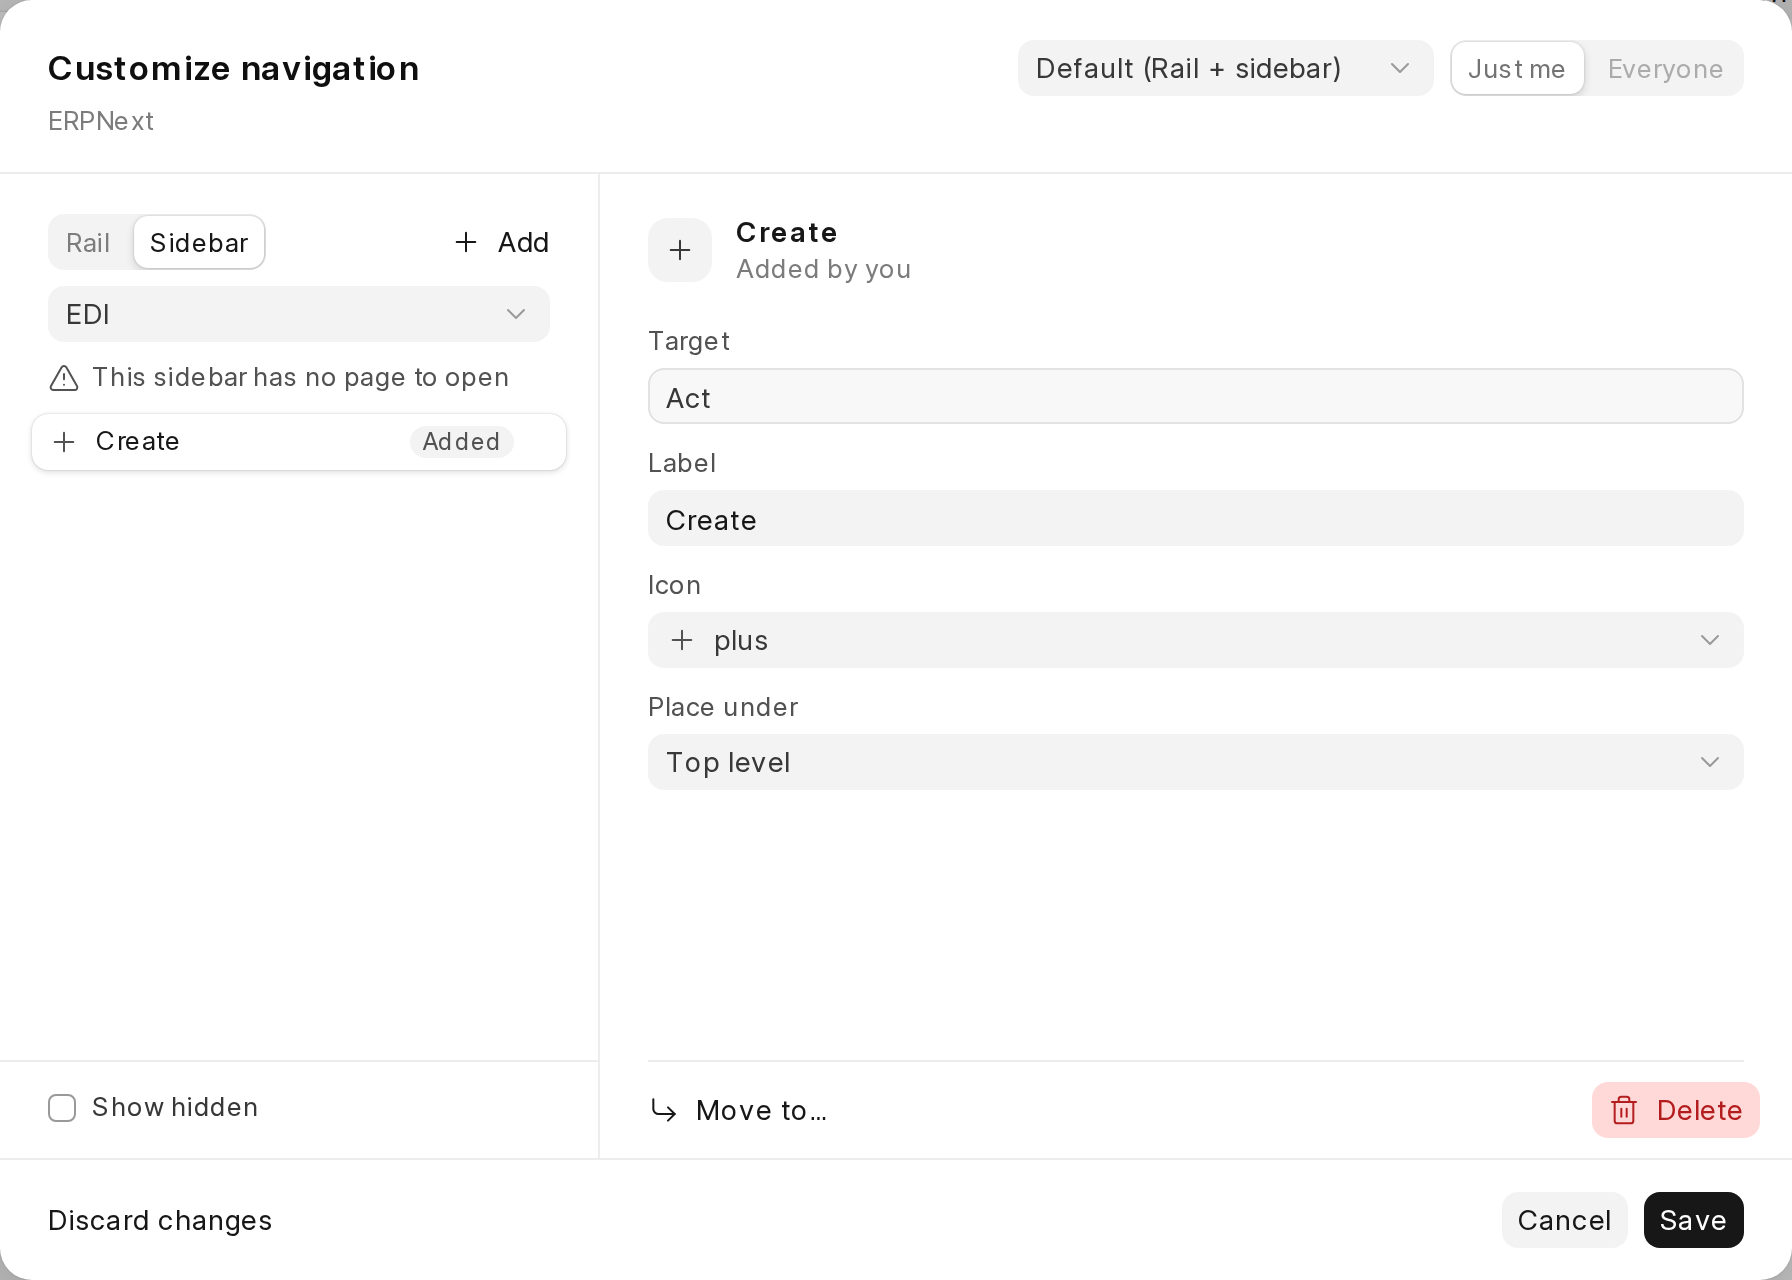 Customize navigation
ERPNext
Default (Rail + sidebar)
Just me
Everyone
Rail
Sidebar
Add
EDI
This sidebar has no page to open
Create
Added
Create
Added by you
Target
Act
Label
Create
Icon
plus
Place under
Top level
Show hidden
Move to...
Delete
Discard changes
Cancel
Save